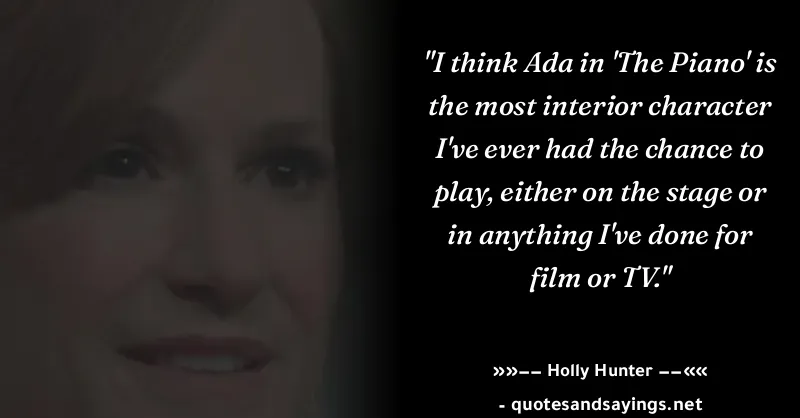 "I think Ada in 'The Piano' is
the most interior character
I've ever had the chance to
play, either on the stage or
in anything I've done for
film or TV."
»»−− Holly Hunter −−««
- quotesandsayings.net